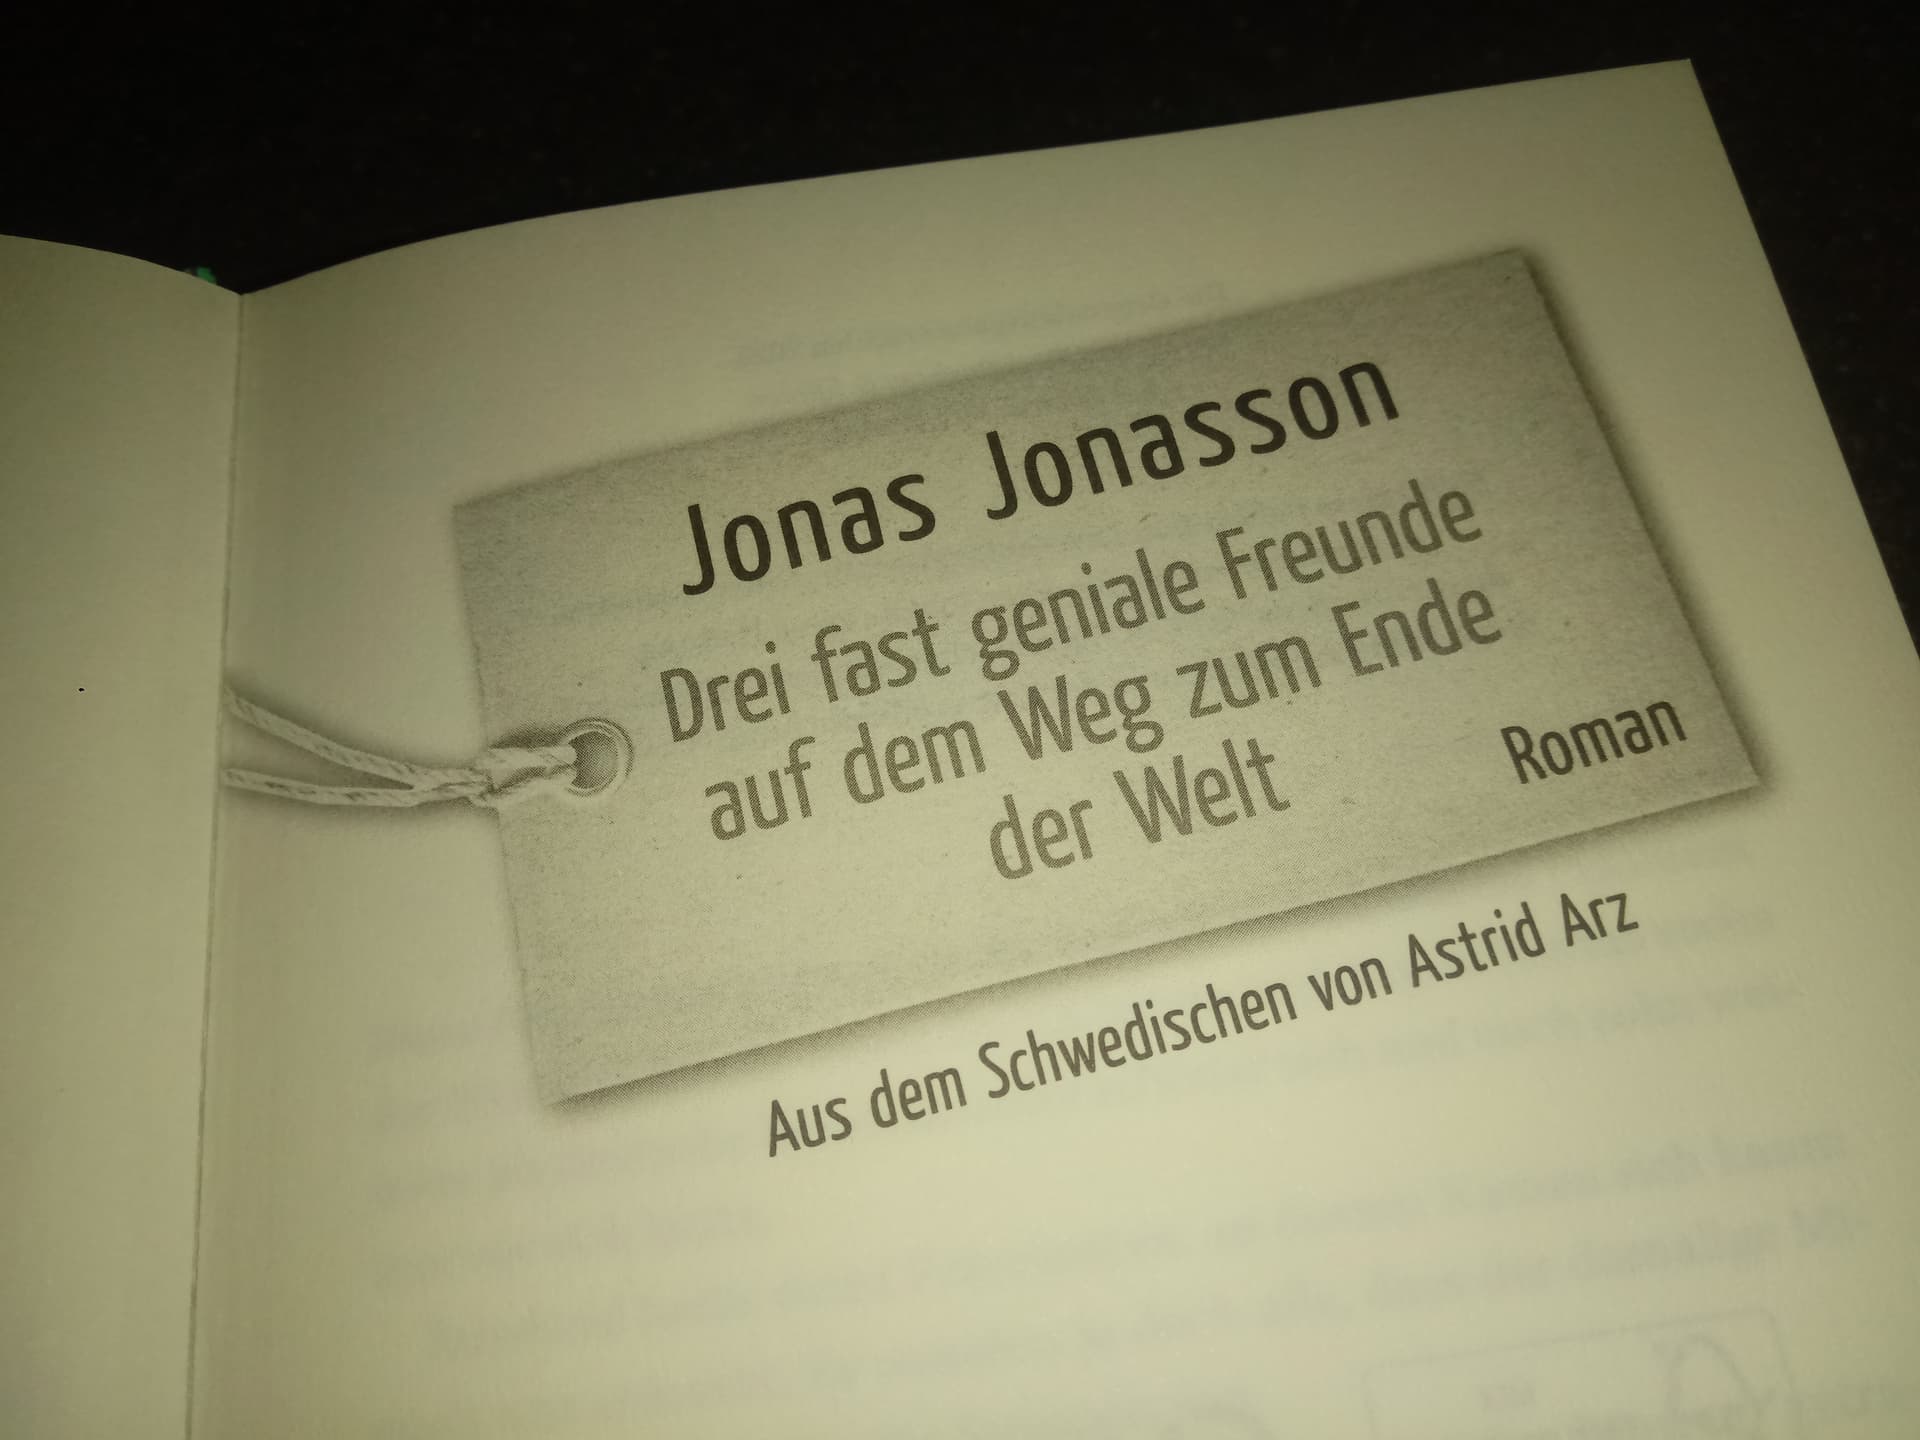 Jonas Jonasson
Drei fast geniale Freunde
auf dem Weg zum Ende
der Welt
Roman
Aus dem Schwedischen von Astrid Arz